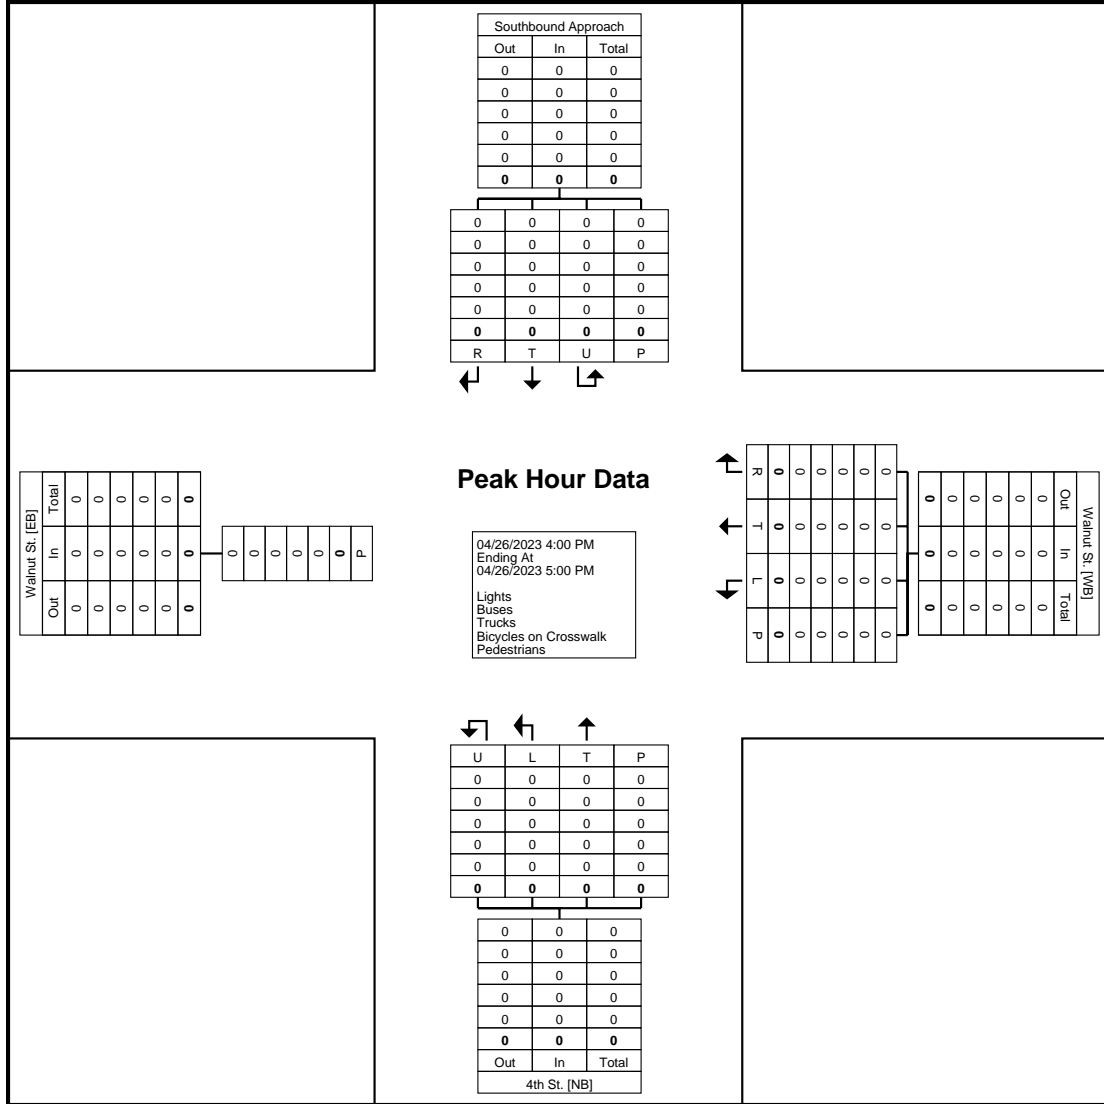 Southbound Approach
Out In Total
0 0 0
0 0 0
0 0 0
0 0 0
0 0 0
0 0 0
0 0 0 0
0 0 0 0
0 0 0 0
0 0 0 0
0 0 0 0
0 0 0 0
R T U P
Walnut St. [EB]
Out In Total
0 0 0
0 0 0
0 0 0
0 0 0
0 0 0
0 0 0
0
0
0
0
0
0
P
Peak Hour Data
04/26/2023 4:00 PM
Ending At
04/26/2023 5:00 PM
Lights
Buses
Trucks
Bicycles on Crosswalk
Pedestrians
Walnut St. [WB]
Out In Total
0 0 0
0 0 0
0 0 0
0 0 0
0 0 0
0 0 0
0 0 0 0
0 0 0 0
0 0 0 0
0 0 0 0
0 0 0 0
0 0 0 0
R T L P
U L T P
0 0 0 0
0 0 0 0
0 0 0 0
0 0 0 0
0 0 0 0
0 0 0 0
0 0 0
0 0 0
0 0 0
0 0 0
0 0 0
0 0 0
Out In Total
4th St. [NB]